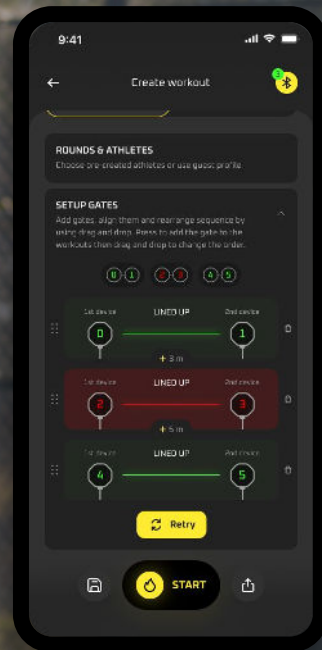 9:41
Create workout
3
ROUNDS & ATHLETES
Choose pre-created athletes or use guest profile
SETUP GATES
Add gates, align them and rearrange sequence by
using drag and drop. Press to add the gate to the
workouts then drag and drop to change the order.
0 1 2 3 4 5
1st device LINED UP 2nd device
0 1
+ 3 m
1st device LINED UP 2nd device
2 3
+ 5 m
1st device LINED UP 2nd device
4 5
Retry
START